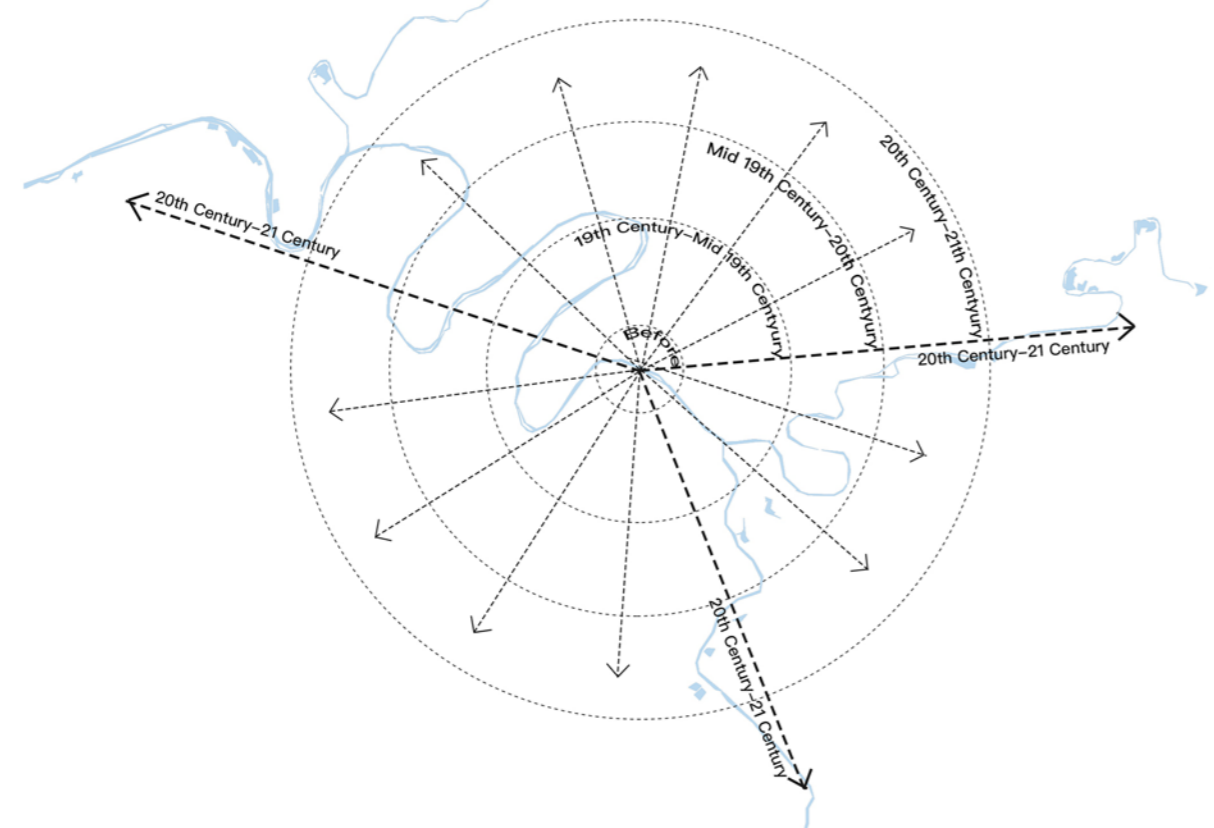 20th Century–21th Century
Mid 19th Century–20th Centyury
20th Century–21 Century
19th Century–Mid 19th Centyury
Before
20th Century–21 Century
20th Century–21 Century